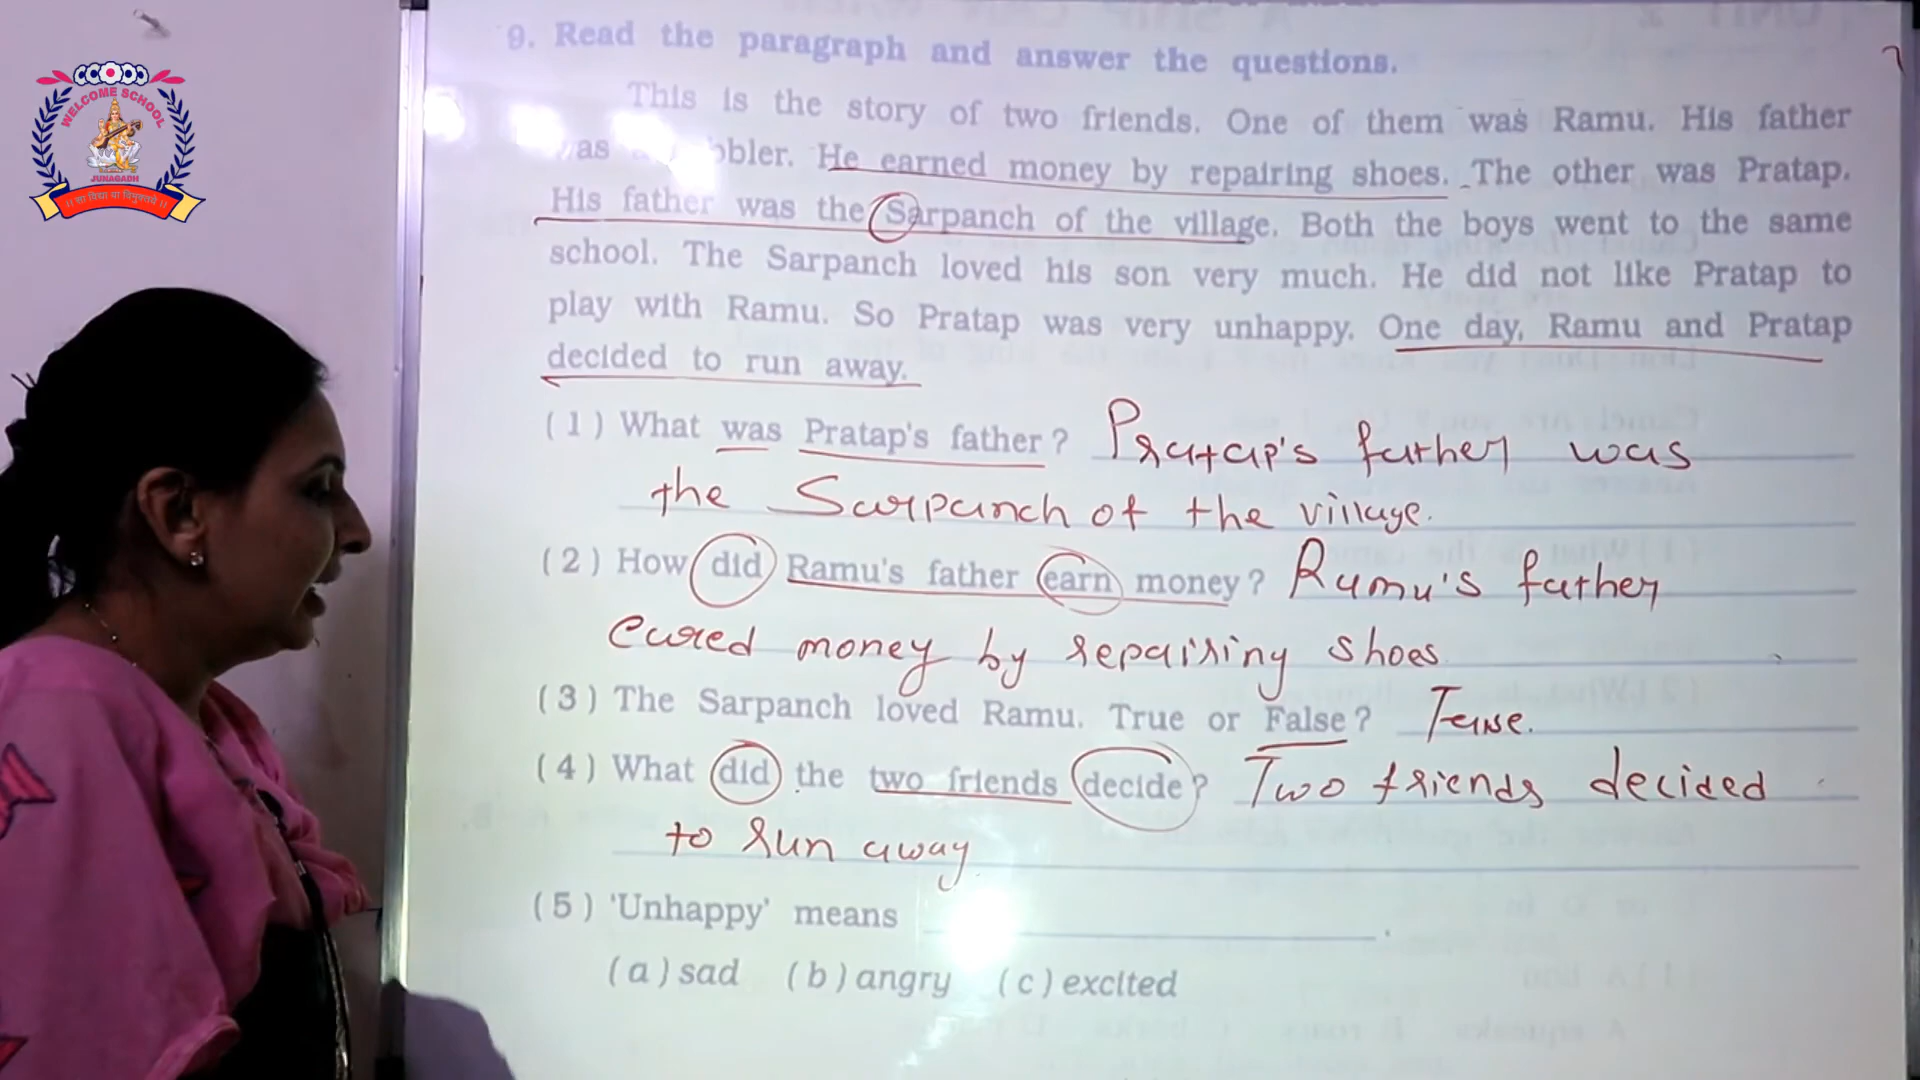 WELCOME SCHOOL
JUNAGADH
|| सा विद्या या विमुक्तये ||
9. Read the paragraph and answer the questions.
This is the story of two friends. One of them was Ramu. His father
was bbler. He earned money by repairing shoes. The other was Pratap.
His father was the Sarpanch of the village. Both the boys went to the same
school. The Sarpanch loved his son very much. He did not like Pratap to
play with Ramu. So Pratap was very unhappy. One day, Ramu and Pratap
decided to run away.
(1) What was Pratap's father? Pratap's father was
the Sarpanch of the village.
(2) How did Ramu's father earn money? Ramu's father
eared money by repairing shoes
(3) The Sarpanch loved Ramu. True or False? False.
(4) What did the two friends decide? Two friends decided
to run away.
(5) 'Unhappy' means ____________.
(a) sad (b) angry (c) excited